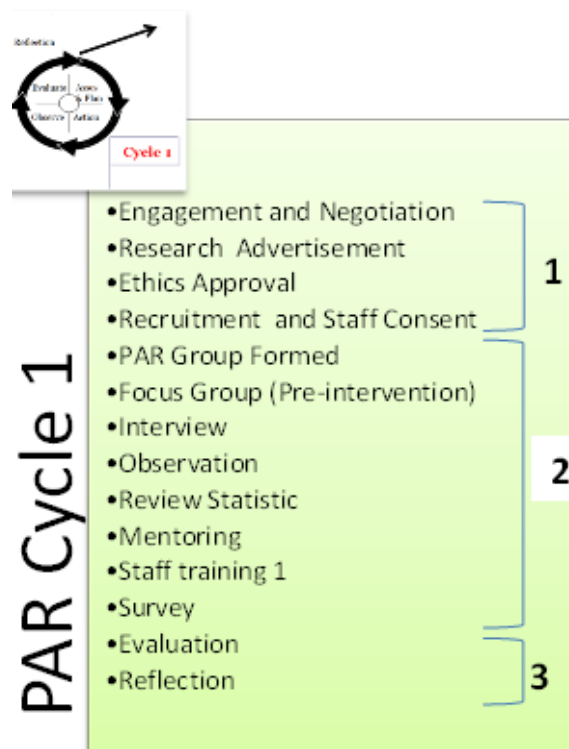 Reflection
Evaluate Asses
& Plan
Observe Action
Cycle 1
PAR Cycle 1
•Engagement and Negotiation
•Research Advertisement
•Ethics Approval
•Recruitment and Staff Consent
1
•PAR Group Formed
•Focus Group (Pre-intervention)
•Interview
•Observation
•Review Statistic
•Mentoring
•Staff training 1
•Survey
2
•Evaluation
•Reflection
3